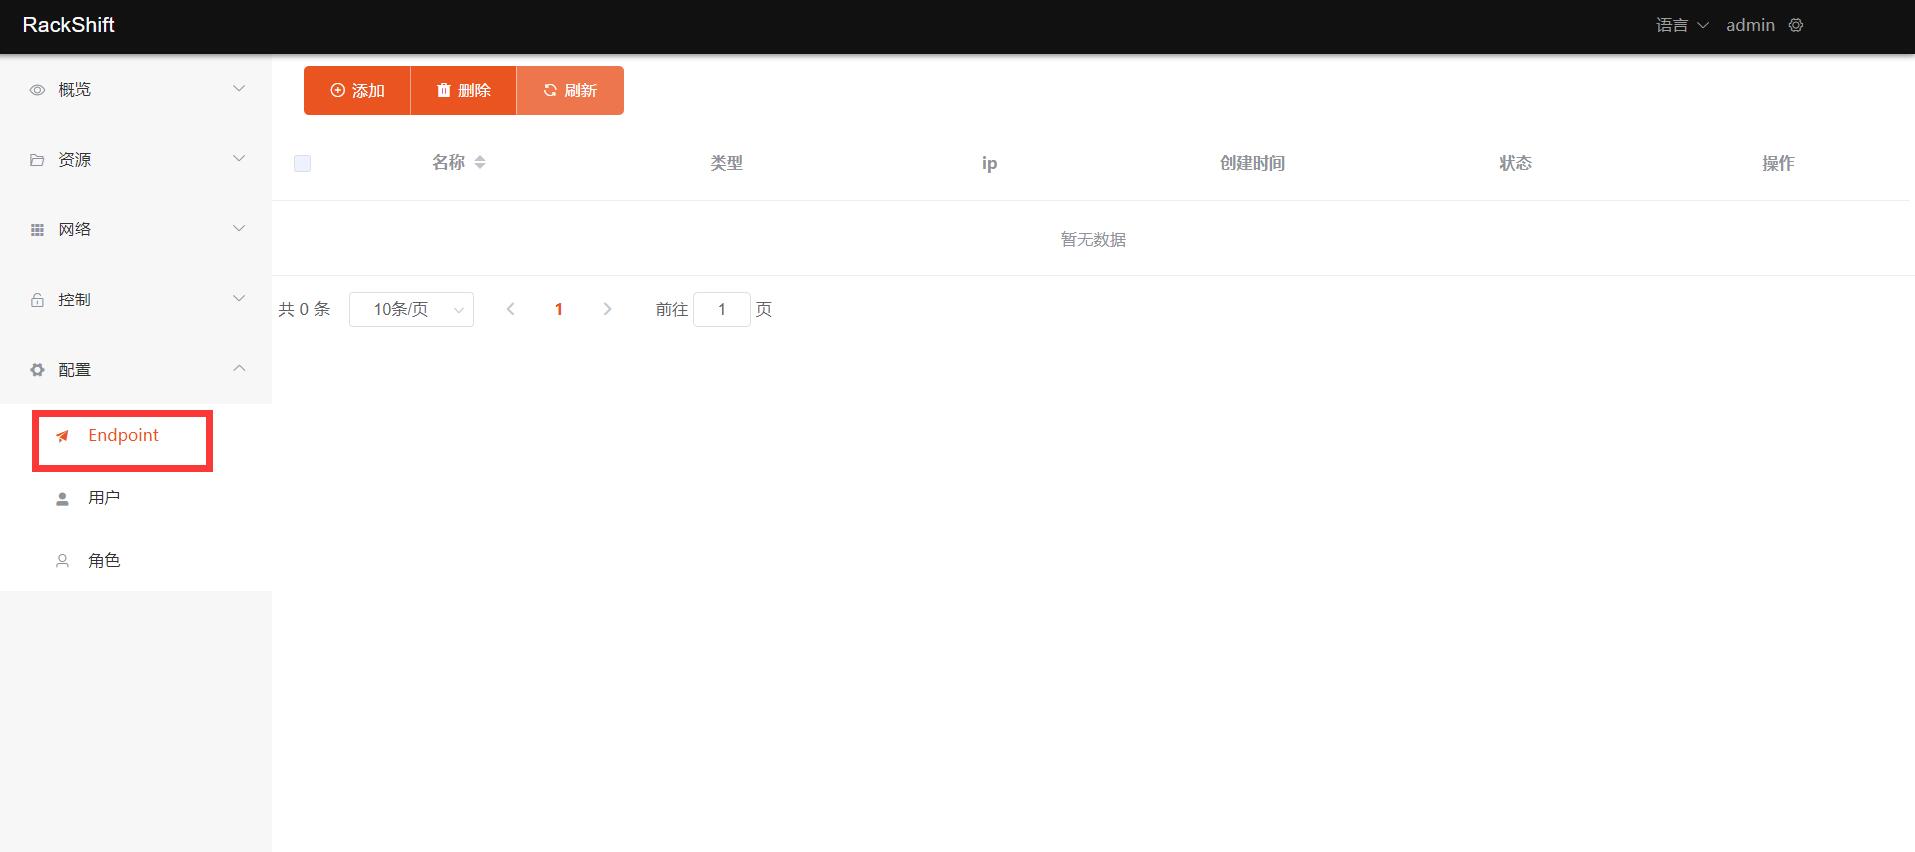 RackShift
语言 admin
概览
资源
网络
控制
配置
Endpoint
用户
角色
添加 删除 刷新
名称 类型 ip 创建时间 状态 操作
暂无数据
共 0 条 10条/页 1 前往 1 页